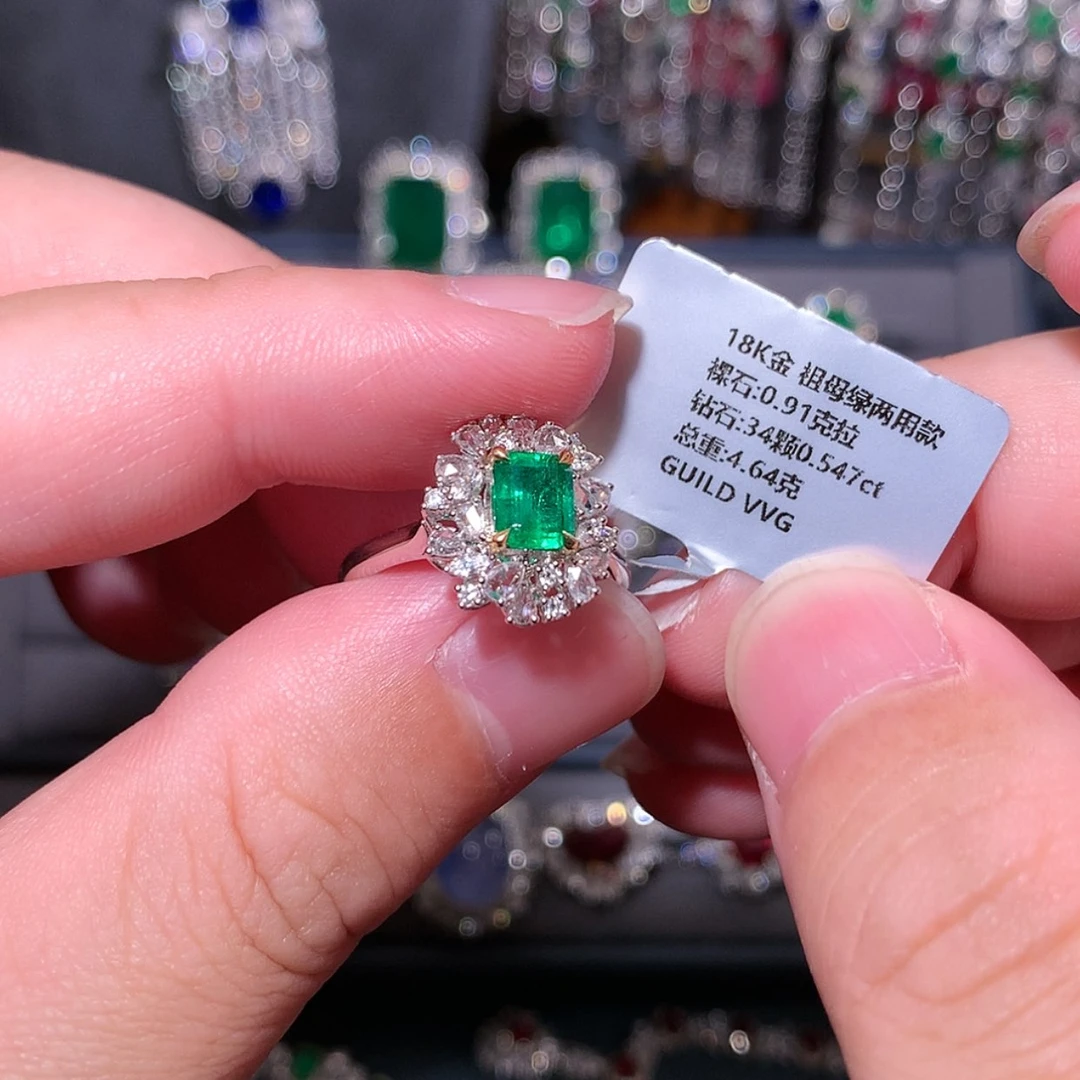 18K金 祖母绿两用款
裸石:0.91克拉
钻石:34颗0.547ct
总重:4.64克
GUILD VVG